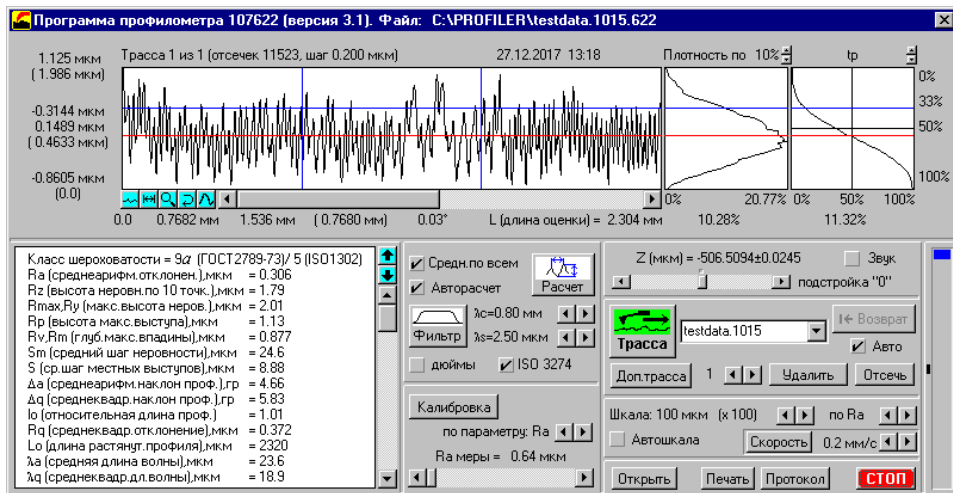 Программа профилометра 107622 (версия 3.1). Файл: C:\PROFILER\testdata.1015.622
1.125 мкм
(1.986 мкм)
-0.3144 мкм
0.1489 мкм
(0.4633 мкм)
-0.8605 мкм
(0.0)
Трасса 1 из 1 (отсечек 11523, шаг 0.200 мкм) 27.12.2017 13:18
Плотность по 10%
tp
0%
33%
50%
100%
0% 20.77% 0% 50% 100%
0.0 0.7682 мм 1.536 мм (0.7680 мм) 0.03° L (длина оценки) = 2.304 мм 10.28% 11.32%
Класс шероховатости = 9a (ГОСТ2789-73)/ 5 (ISO1302)
Ra (среднеарифм.отклонен.),мкм = 0.306
Rz (высота неровн.по 10 точк.),мкм = 1.79
Rmax,Ry (макс.высота неров.),мкм = 2.01
Rp (высота макс.выступа),мкм = 1.13
Rv,Rm (глуб.макс.впадины),мкм = 0.877
Sm (средний шаг неровности),мкм = 24.6
S (ср.шаг местных выступов),мкм = 8.88
Δa (среднеарифм.наклон проф.),гр = 4.66
Δq (среднеквадр.наклон проф.),гр = 5.83
lo (относительная длина проф.) = 1.01
Rq (среднеквадр.отклонение),мкм = 0.372
Lo (длина растянут.профиля),мкм = 2320
λa (средняя длина волны),мкм = 23.6
λq (среднеквадр.дл.волны),мкм = 18.9
Средн.по всем
Авторасчет
Расчет
Фильтр
λc=0.80 мм
λs=2.50 мкм
дюймы
ISO 3274
Калибровка
по параметру: Ra
Ra меры = 0.64 мкм
Z (мкм) = -506.5094±0.0245
Звук
подстройка "0"
Трасса
testdata.1015
Возврат
Авто
Доп.трасса 1 Удалить Отсечь
Шкала: 100 мкм (x 100) по Ra
Автошкала Скорость 0.2 мм/с
Открыть Печать Протокол СТОП